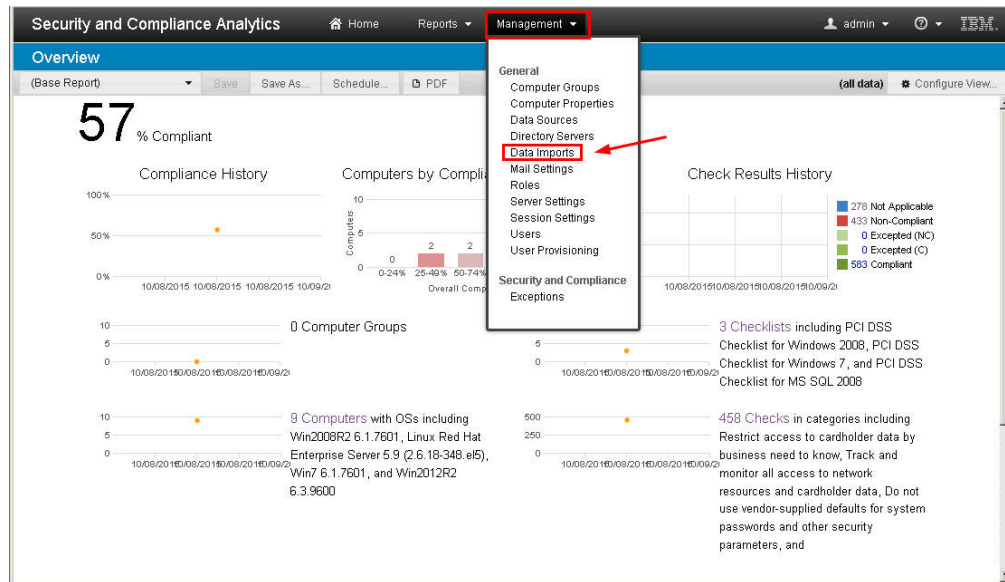 Security and Compliance Analytics
Home
Reports
Management
admin
IBM.
Overview
(Base Report)
Save
Save As...
Schedule...
PDF
(all data)
Configure View...
General
Computer Groups
Computer Properties
Data Sources
Directory Servers
Data Imports
Mail Settings
Roles
Server Settings
Session Settings
Users
User Provisioning
Security and Compliance
Exceptions
57 % Compliant
Compliance History
100%
50%
0%
10/08/2015 10/08/2015 10/08/2015
Computers by Compli
Computers
10
5
0
0
2
2
0-24% 25-49% 50-74%
Overall Comp
Check Results History
278 Not Applicable
433 Non-Compliant
0 Excepted (NC)
0 Excepted (C)
583 Compliant
10
5
0
0 Computer Groups
5
0
3 Checklists including PCI DSS
Checklist for Windows 2008, PCI DSS
Checklist for Windows 7, and PCI DSS
Checklist for MS SQL 2008
10
5
0
9 Computers with OSs including
Win2008R2 6.1.7601, Linux Red Hat
Enterprise Server 5.9 (2.6.18-348.el5),
Win7 6.1.7601, and Win2012R2
6.3.9600
500
250
0
458 Checks in categories including
Restrict access to cardholder data by
business need to know, Track and
monitor all access to network
resources and cardholder data, Do not
use vendor-supplied defaults for system
passwords and other security
parameters, and